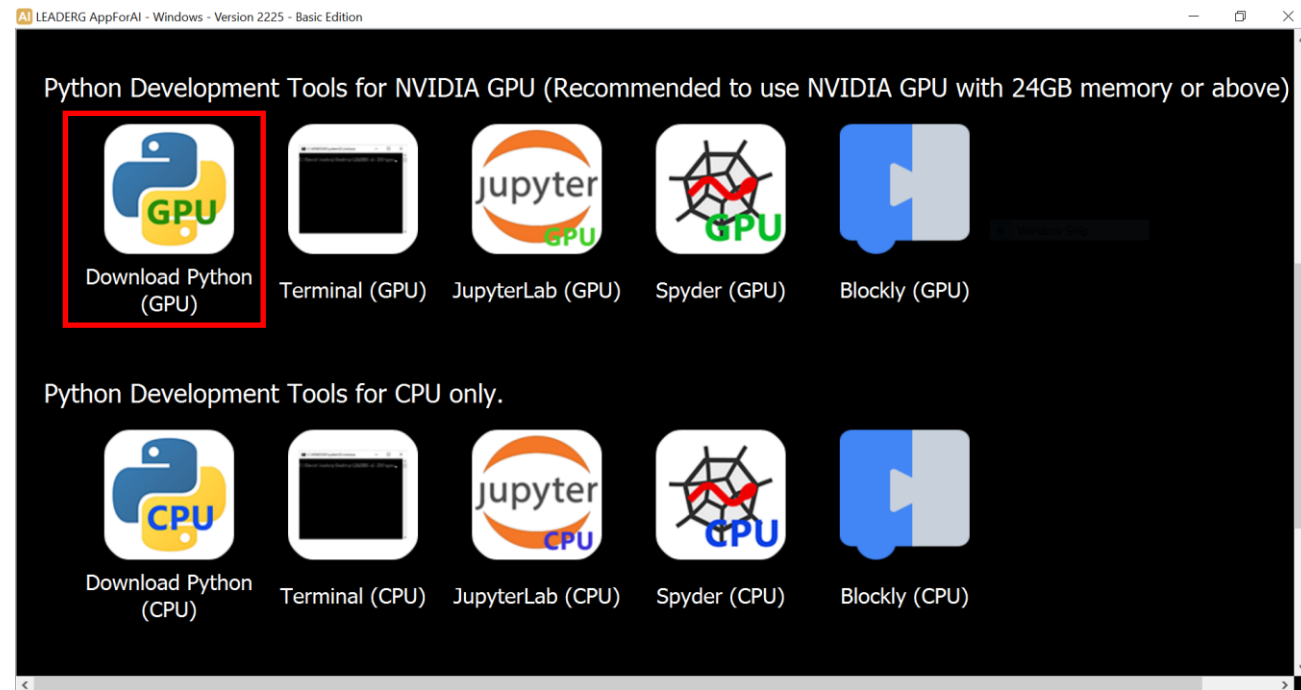 AI LEADERG AppForAI - Windows - Version 2225 - Basic Edition
Python Development Tools for NVIDIA GPU (Recommended to use NVIDIA GPU with 24GB memory or above)
GPU
Jupyter
GPU
GPU
Download Python
(GPU)
Terminal (GPU)
JupyterLab (GPU)
Spyder (GPU)
Blockly (GPU)
Python Development Tools for CPU only.
CPU
Jupyter
CPU
CPU
Download Python
(CPU)
Terminal (CPU)
JupyterLab (CPU)
Spyder (CPU)
Blockly (CPU)